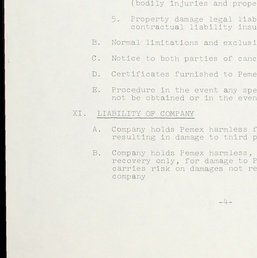 (bodily injuries and prope
5. Property damage legal liab
contractual liability insu
B. Normal limitations and exclusi
C. Notice to both parties of canc
D. Certificates furnished to Peme
E. Procedure in the event any spe
not be obtained or in the even
XI. LIABILITY OF COMPANY
A. Company holds Pemex harmless f
resulting in damage to third p
B. Company holds Pemex harmless,
recovery only, for damage to P
carries risk on damages not re
company
-4-